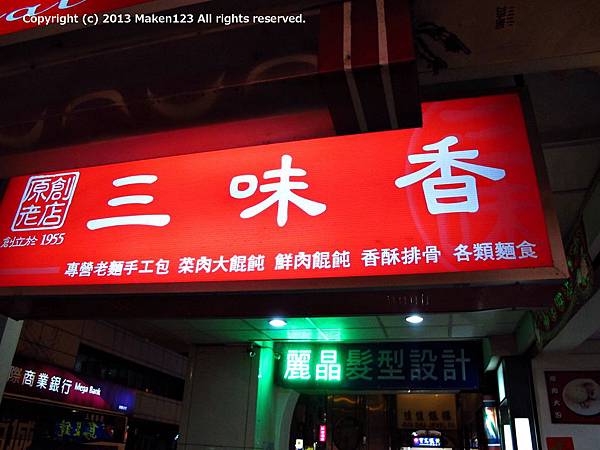 Copyright (c) 2013 Maken123 All rights reserved.
原創老店
創立於 1955
三味香
專營老麵手工包 菜肉大餛飩 鮮肉餛飩 香酥排骨 各類麵食
麗晶髮型設計
際商業銀行 Mega Bank